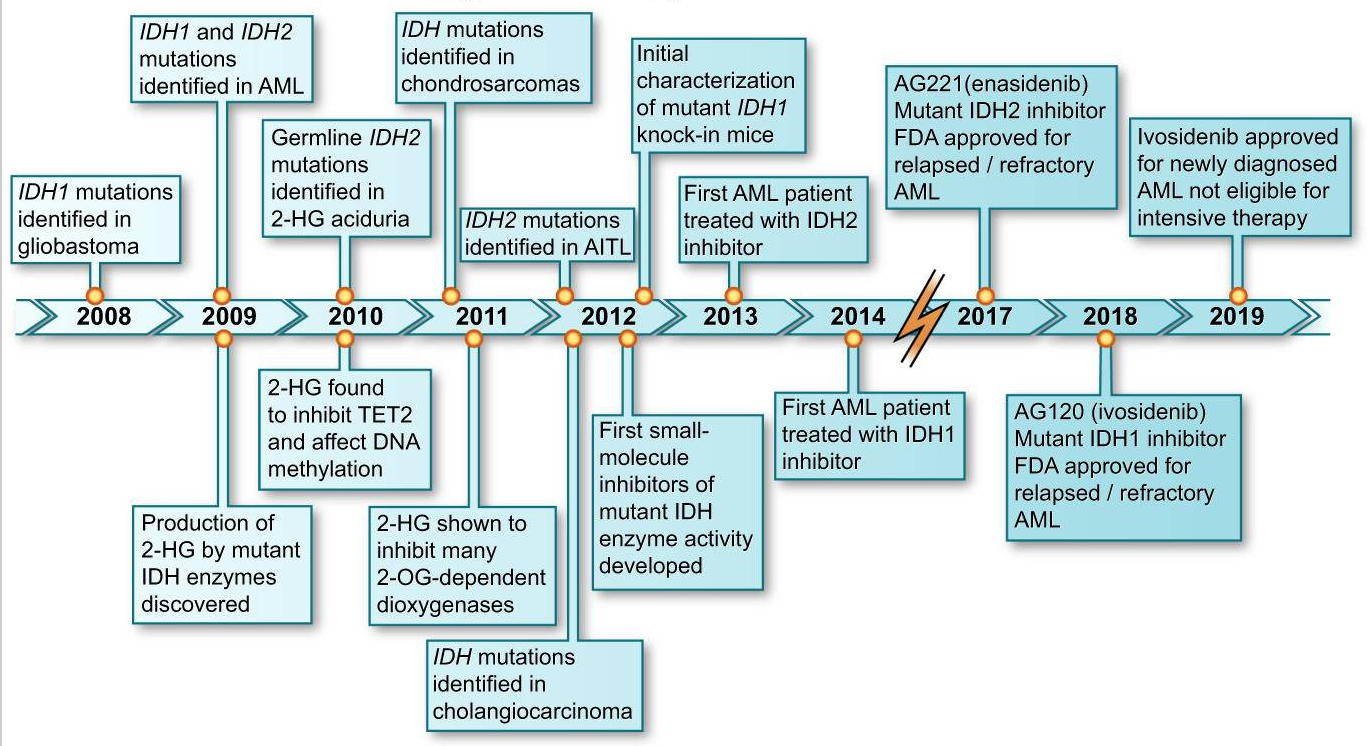 IDH1 mutations
identified in
gliobastoma
IDH1 and IDH2
mutations
identified in AML
Germline IDH2
mutations
identified in
2-HG aciduria
IDH mutations
identified in
chondrosarcomas
IDH2 mutations
identified in AITL
Initial
characterization
of mutant IDH1
knock-in mice
First AML patient
treated with IDH2
inhibitor
AG221(enasidenib)
Mutant IDH2 inhibitor
FDA approved for
relapsed / refractory
AML
Ivosidenib approved
for newly diagnosed
AML not eligible for
intensive therapy
2008
2009
2010
2011
2012
2013
2014
2017
2018
2019
Production of
2-HG by mutant
IDH enzymes
discovered
2-HG found
to inhibit TET2
and affect DNA
methylation
2-HG shown to
inhibit many
2-OG-dependent
dioxygenases
IDH mutations
identified in
cholangiocarcinoma
First small-
molecule
inhibitors of
mutant IDH
enzyme activity
developed
First AML patient
treated with IDH1
inhibitor
AG120 (ivosidenib)
Mutant IDH1 inhibitor
FDA approved for
relapsed / refractory
AML